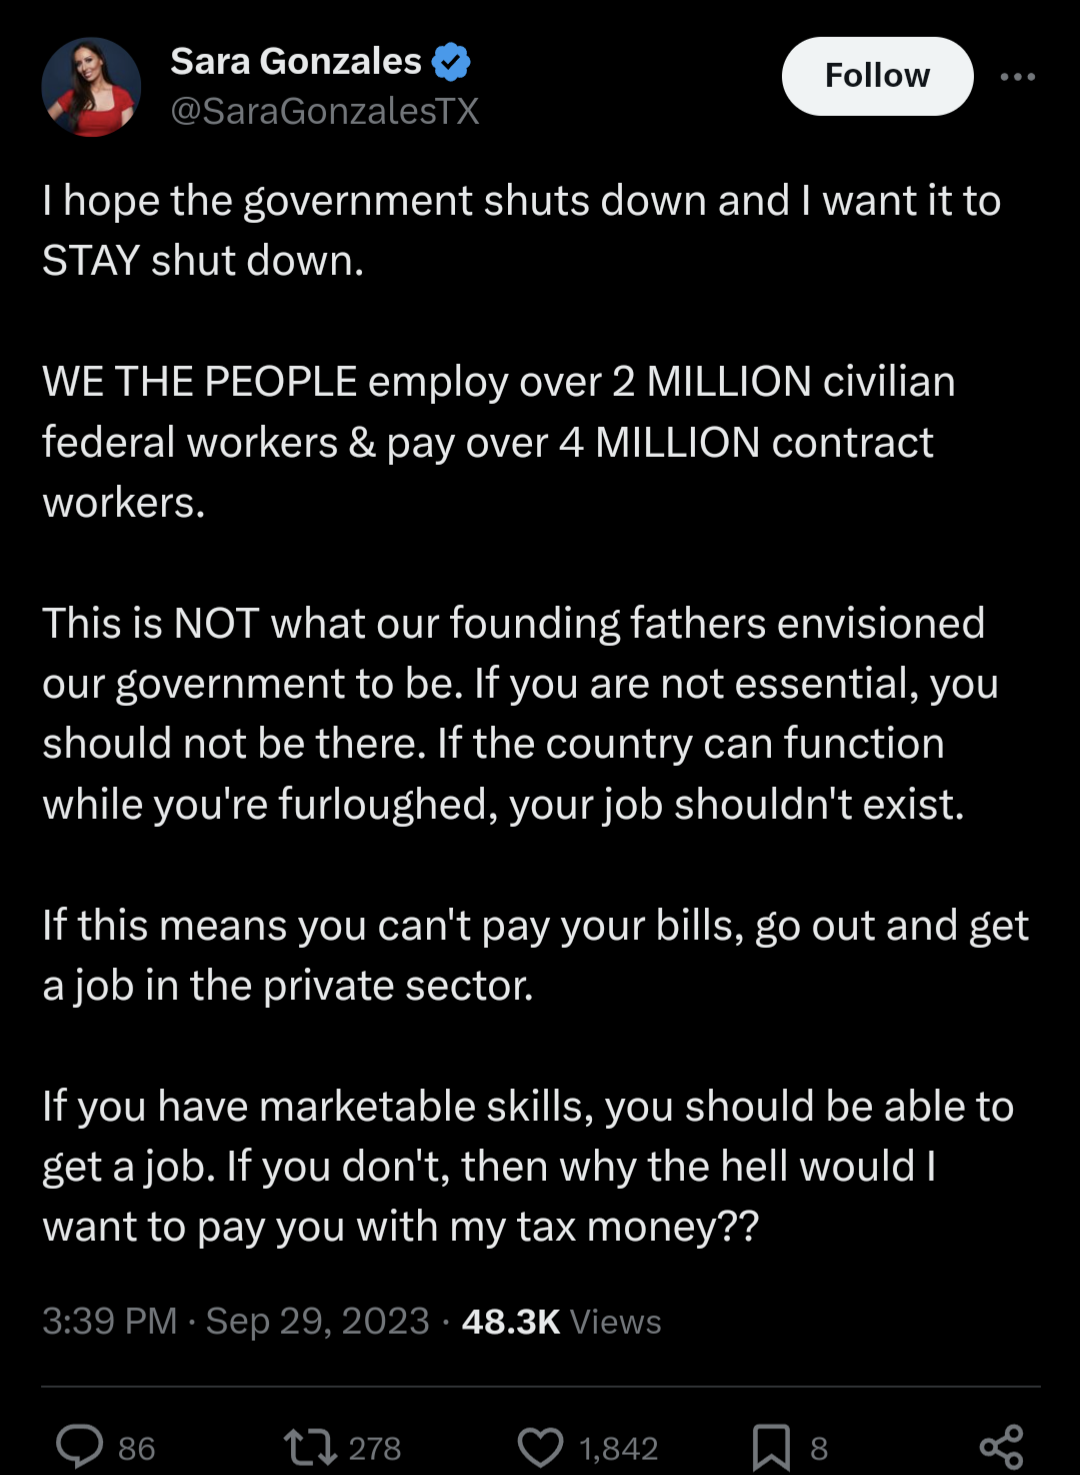 Sara Gonzales
@SaraGonzalesTX
Follow
I hope the government shuts down and I want it to
STAY shut down.
WE THE PEOPLE employ over 2 MILLION civilian
federal workers & pay over 4 MILLION contract
workers.
This is NOT what our founding fathers envisioned
our government to be. If you are not essential, you
should not be there. If the country can function
while you're furloughed, your job shouldn't exist.
If this means you can't pay your bills, go out and get
a job in the private sector.
If you have marketable skills, you should be able to
get a job. If you don't, then why the hell would I
want to pay you with my tax money??
3:39 PM · Sep 29, 2023 · 48.3K Views
86 278 1,842 8